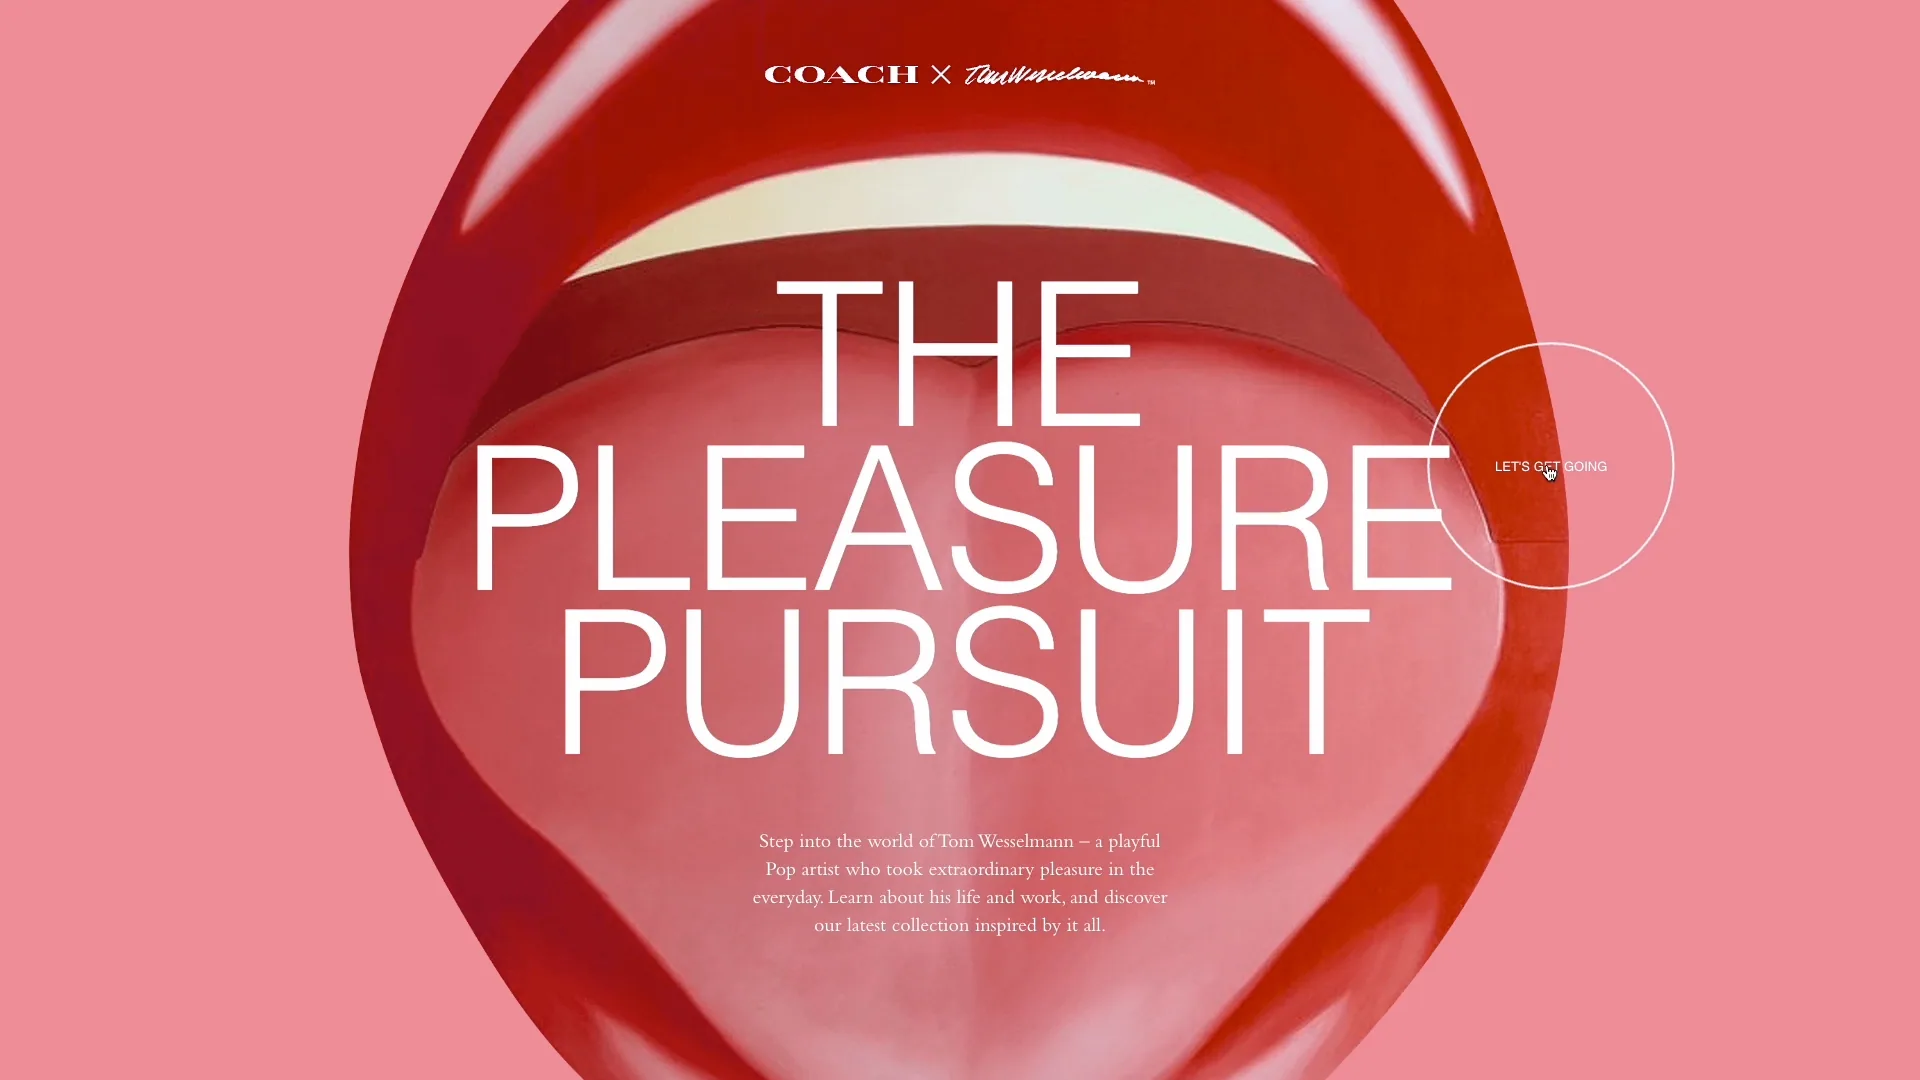 COACH × Tom Wesselmann™
THE
PLEASURE
PURSUIT
LET'S GET GOING
Step into the world of Tom Wesselmann – a playful
Pop artist who took extraordinary pleasure in the
everyday. Learn about his life and work, and discover
our latest collection inspired by it all.